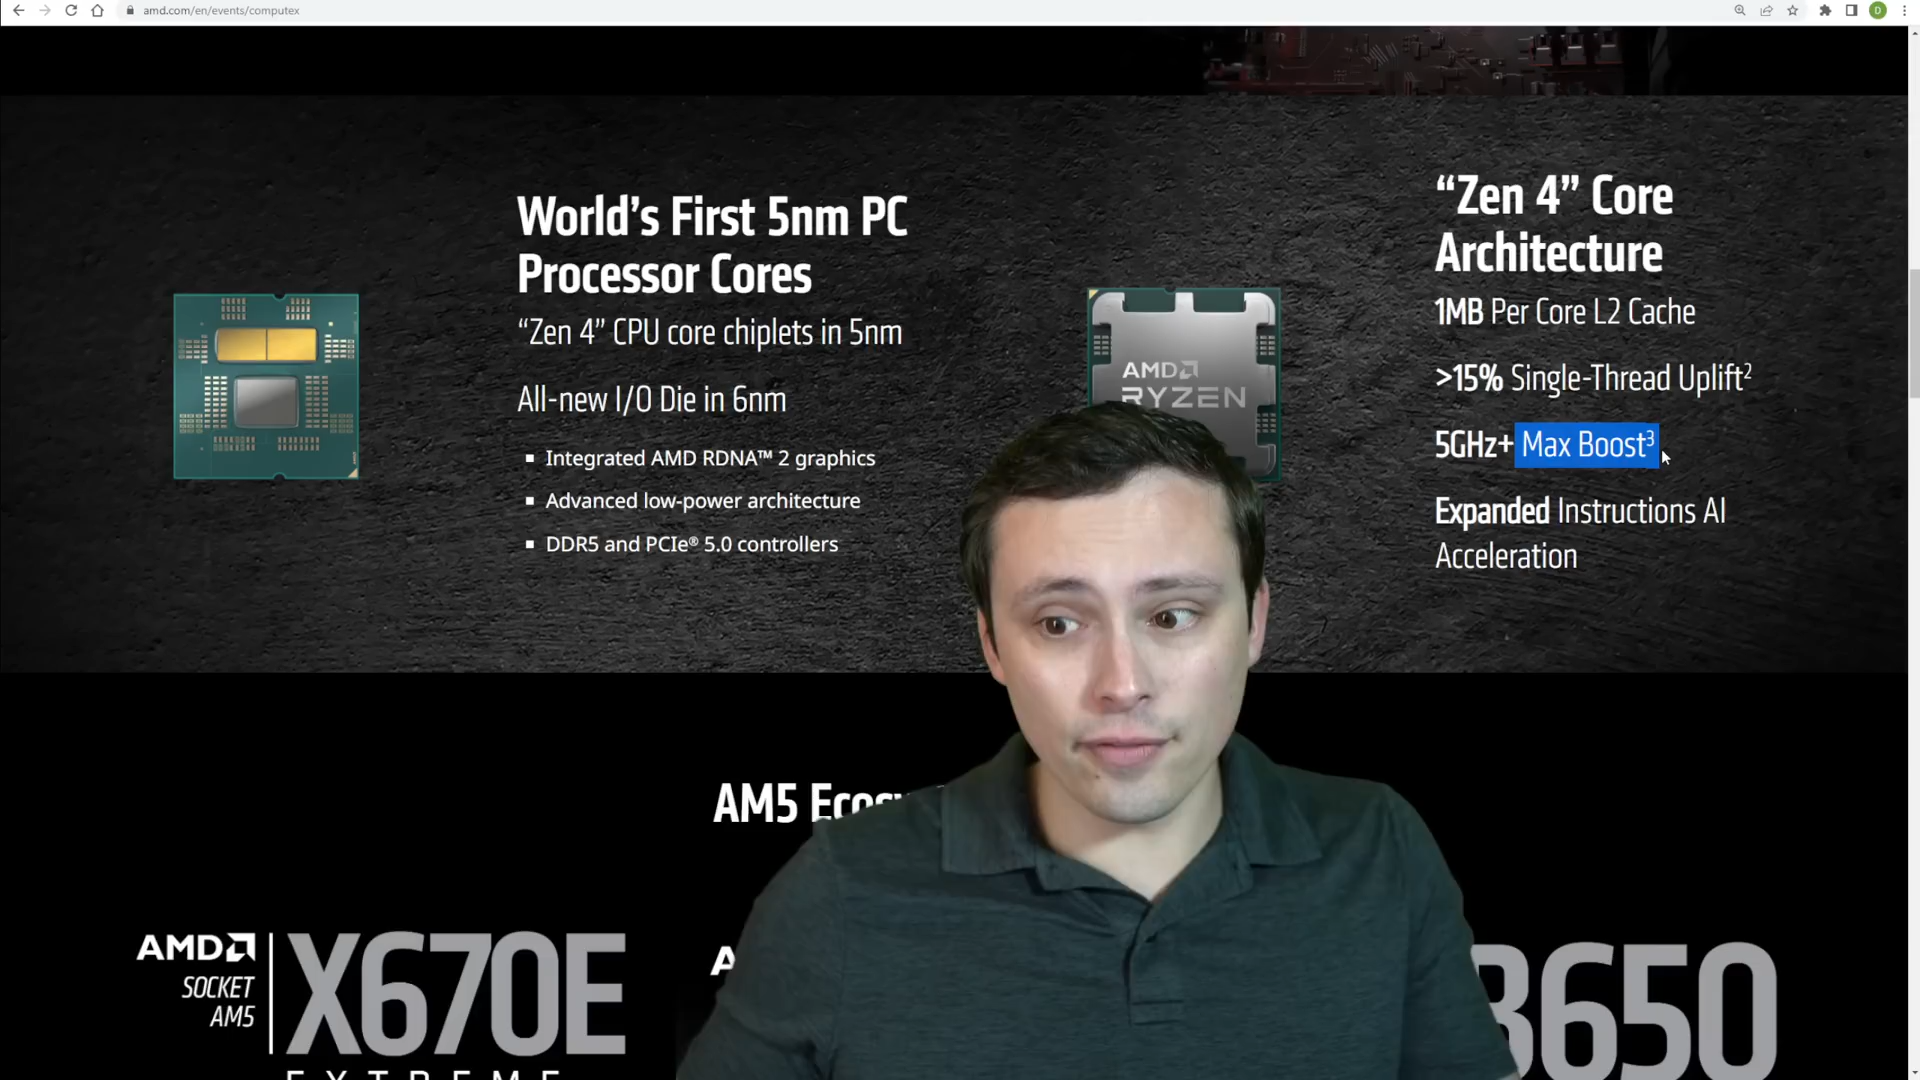 amd.com/en/events/computex
D
World's First 5nm PC
Processor Cores
“Zen 4” CPU core chiplets in 5nm
All-new I/O Die in 6nm
▪ Integrated AMD RDNA™ 2 graphics
▪ Advanced low-power architecture
▪ DDR5 and PCIe® 5.0 controllers
AMD
RYZEN
“Zen 4” Core
Architecture
1MB Per Core L2 Cache
>15% Single-Thread Uplift²
5GHz+ Max Boost³
Expanded Instructions AI
Acceleration
AM5
AMD
SOCKET
AM5
X670E
EXTREME
B650